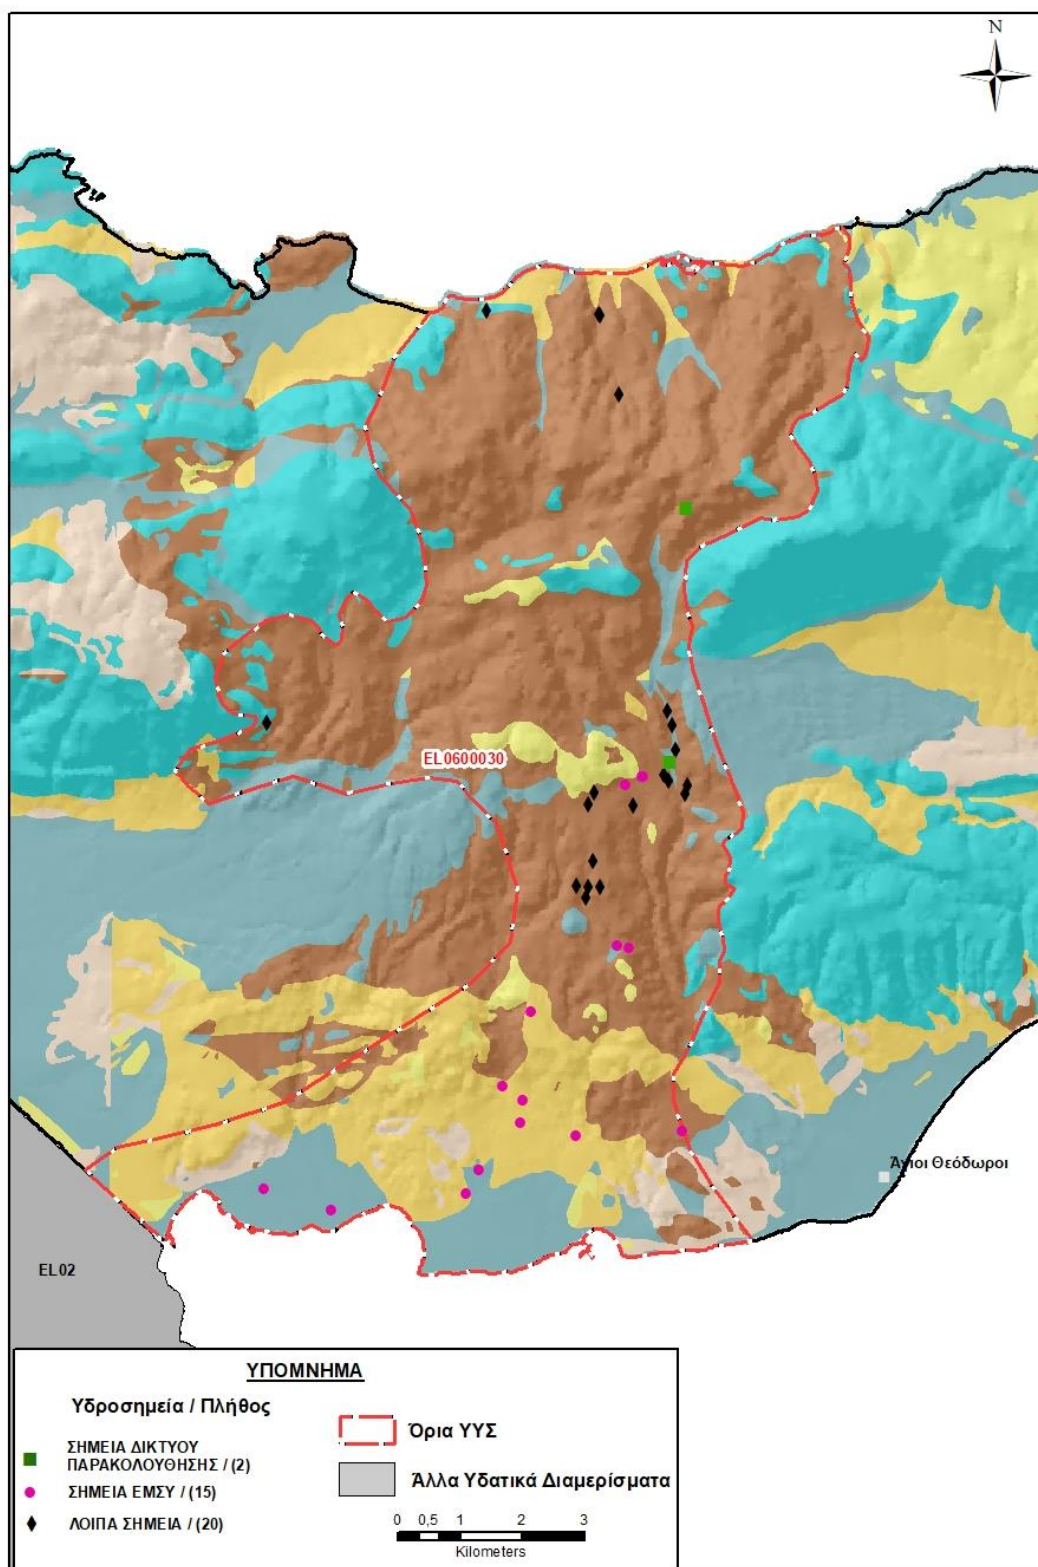 N
EL0600030
Άγιοι Θεόδωροι
EL02
ΥΠΟΜΝΗΜΑ
Υδροσημεία / Πλήθος
ΣΗΜΕΙΑ ΔΙΚΤΥΟΥ
ΠΑΡΑΚΟΛΟΥΘΗΣΗΣ / (2)
ΣΗΜΕΙΑ ΕΜΣΥ / (15)
ΛΟΙΠΑ ΣΗΜΕΙΑ / (20)
Όρια ΥΥΣ
Άλλα Υδατικά Διαμερίσματα
0 0,5 1 2 3
Kilometers